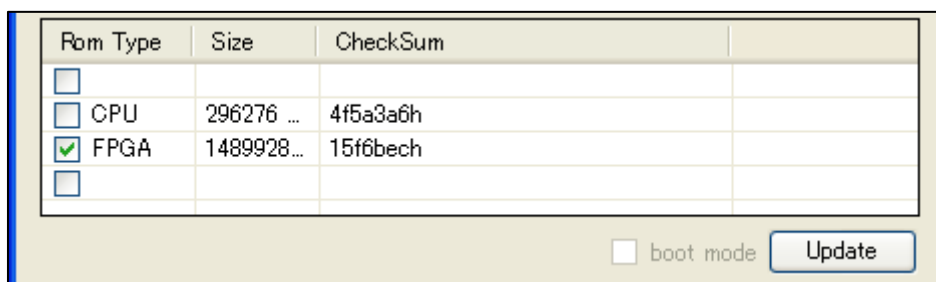 Rom Type Size CheckSum
CPU 296276 ... 4f5a3a6h
FPGA 1489928... 15f6bech
boot mode Update